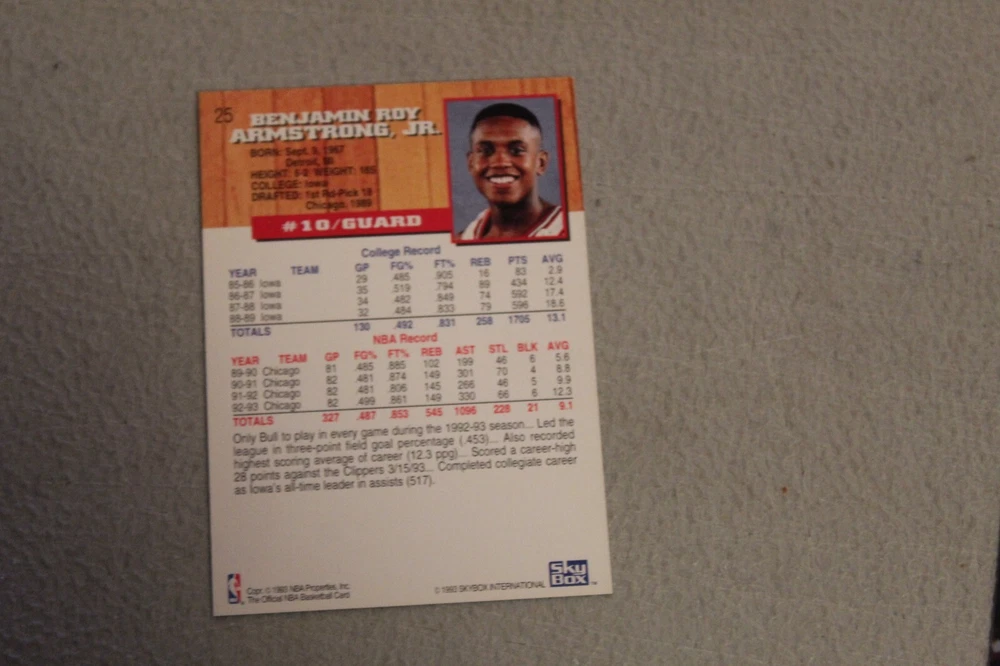 25
BENJAMIN ROY
ARMSTRONG, JR.
BORN: Sept. 9, 1967
Detroit, MI
HEIGHT: 6-2 WEIGHT: 185
COLLEGE: Iowa
DRAFTED: 1st Rd-Pick 18
Chicago, 1989
#10/GUARD
College Record
YEAR TEAM GP FG% FT% REB PTS AVG
85-86 Iowa 29 .485 .905 16 83 2.9
86-87 Iowa 35 .519 .794 89 434 12.4
87-88 Iowa 34 .482 .849 74 592 17.4
88-89 Iowa 32 .484 .833 79 596 18.6
TOTALS 130 .492 .831 258 1705 13.1
NBA Record
YEAR TEAM GP FG% FT% REB AST STL BLK AVG
89-90 Chicago 81 .485 .885 102 199 46 6 5.6
90-91 Chicago 82 .481 .874 149 301 70 4 8.8
91-92 Chicago 82 .481 .806 145 266 46 5 9.9
92-93 Chicago 82 .499 .861 149 330 66 6 12.3
TOTALS 327 .487 .853 545 1096 228 21 9.1
Only Bull to play in every game during the 1992-93 season... Led the
league in three-point field goal percentage (.453)... Also recorded
highest scoring average of career (12.3 ppg)... Scored a career-high
28 points against the Clippers 3/15/93... Completed collegiate career
as Iowa's all-time leader in assists (517).
Copr. © 1993 NBA Properties, Inc.
The Official NBA Basketball Card
© 1993 SKYBOX INTERNATIONAL
Sky
Box™